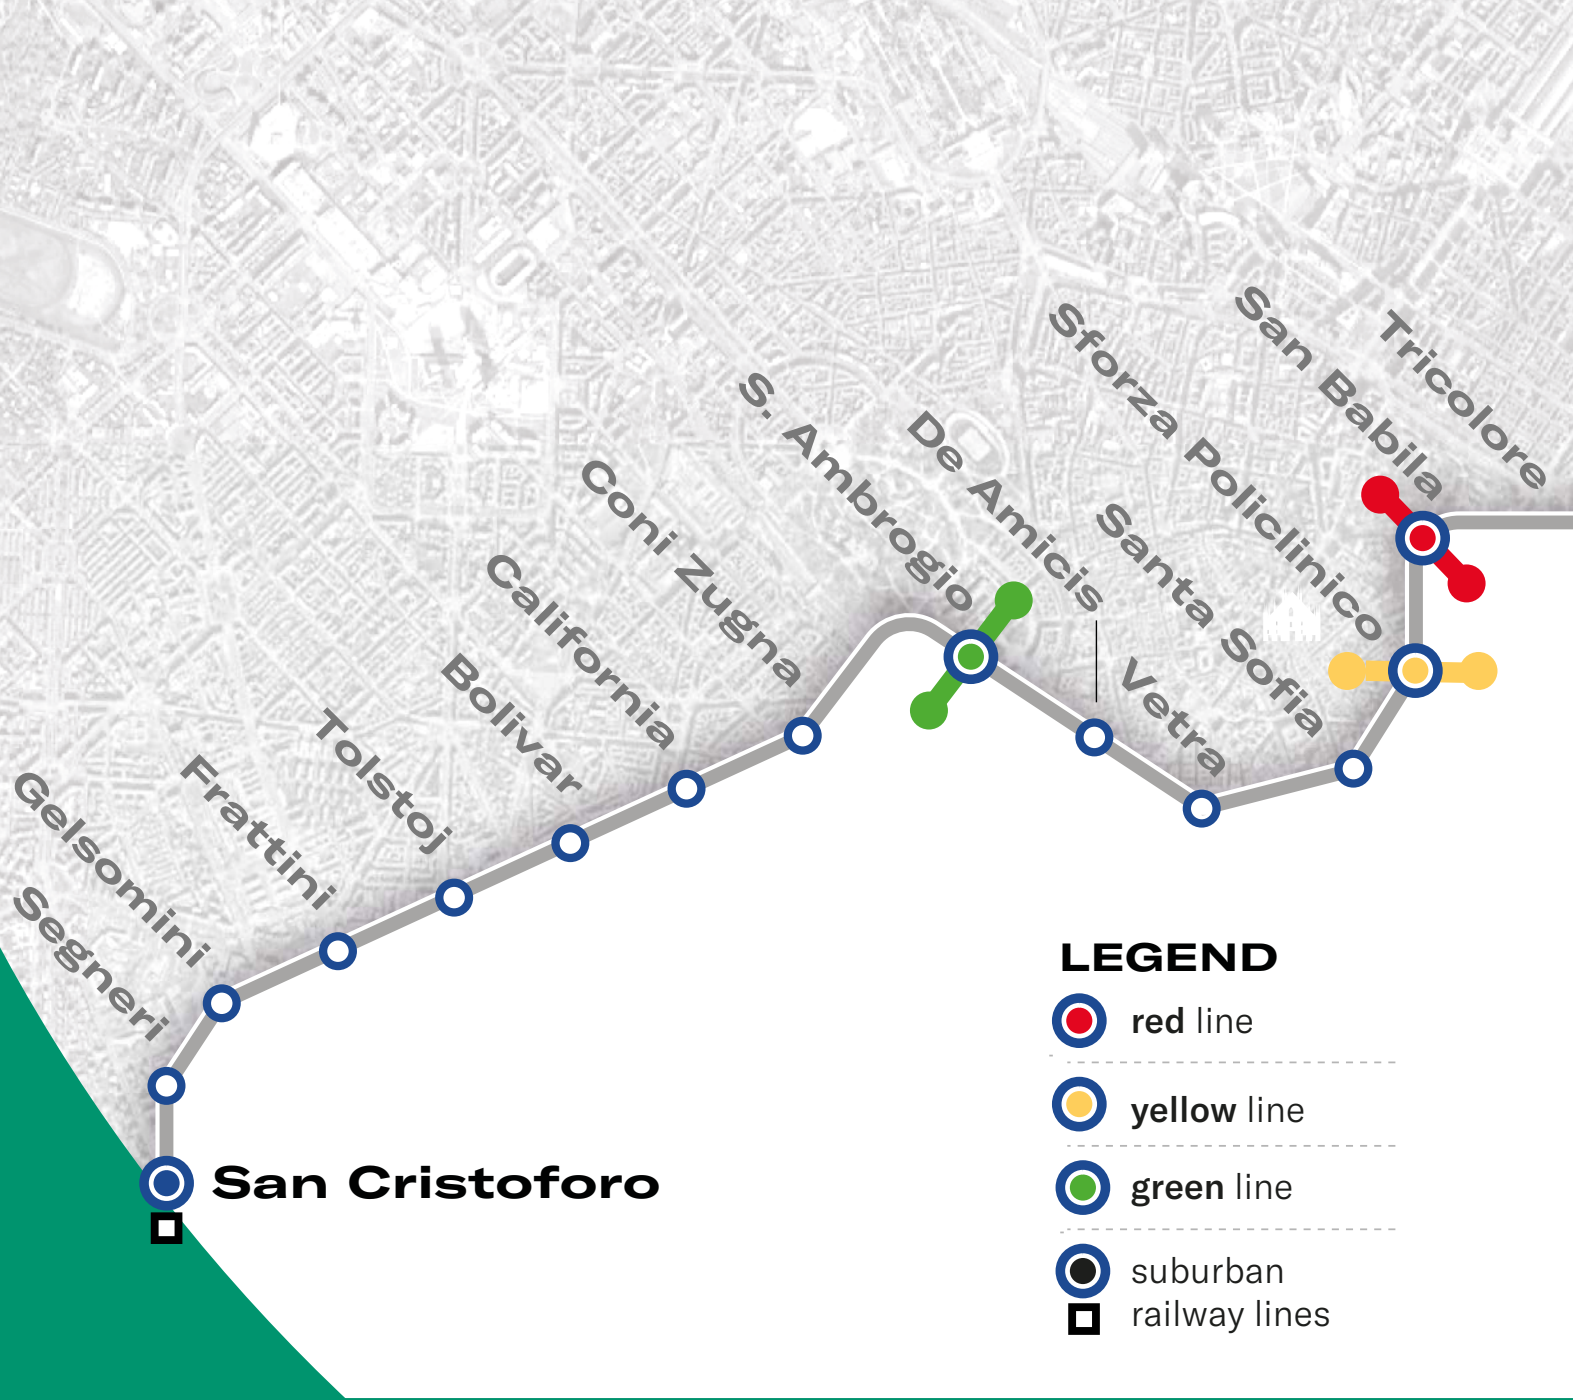 Segneri
Gelsomini
Frattini
Tolstoj
Bolivar
California
Coni Zugna
S. Ambrogio
De Amicis
Vetra
Santa Sofia
Sforza Policlinico
San Babila
Tricolore
San Cristoforo
LEGEND
red line
yellow line
green line
suburban
railway lines